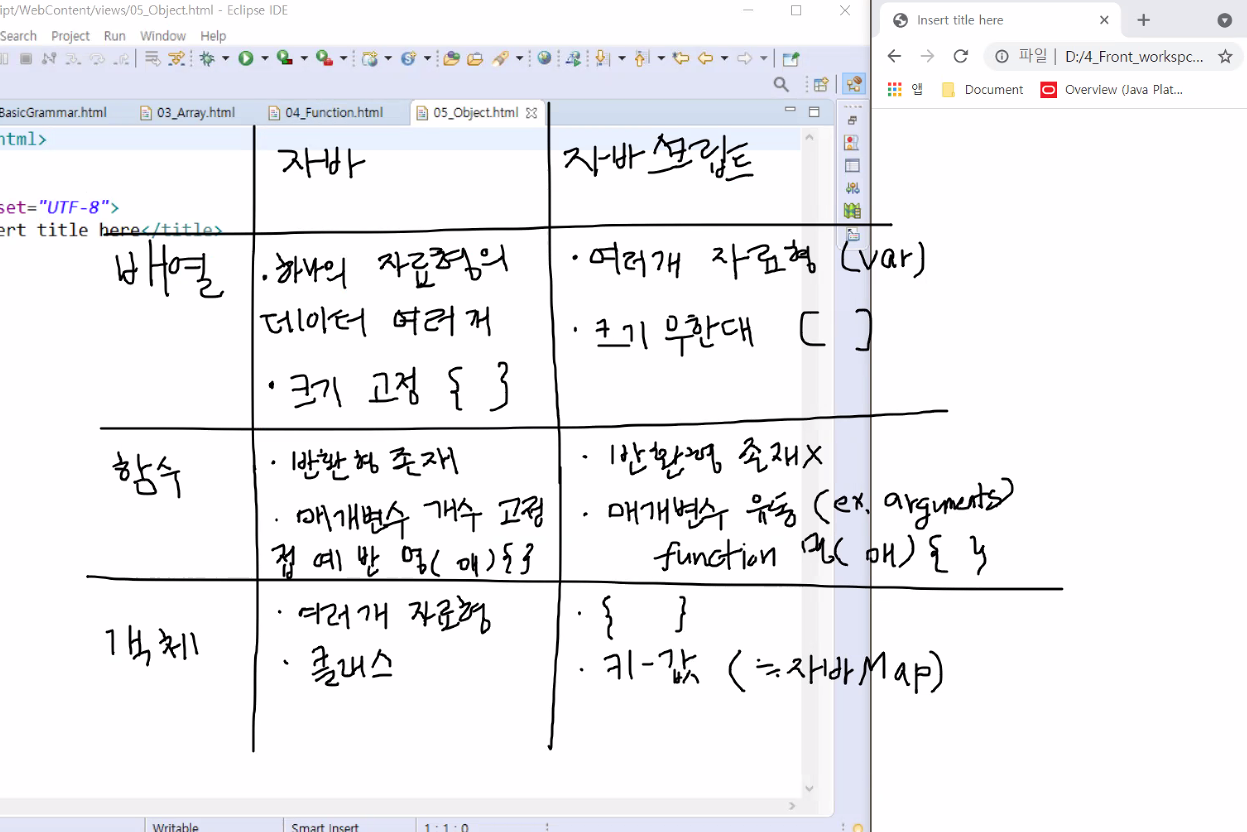 ipt/WebContent/views/05_Object.html - Eclipse IDE
Search Project Run Window Help
BasicGrammar.html 03_Array.html 04_Function.html 05_Object.html
html>
set="UTF-8">
ert title here</title>
Insert title here
파일 | D:/4_Front_workspc...
앱 Document Overview (Java Plat...
자바 자바스크립트
배열
· 하나의 자료형의
데이터 여러개
· 크기 고정 { }
· 여러개 자료형 (var)
· 크기 무한대 [ ]
함수
· 반환형 존재
· 매개변수 개수 고정
접 예 반 명( 매 ) { }
· 반환형 존재X
· 매개변수 유동 (ex. arguments)
function 명( 매 ) { }
객체
· 여러개 자료형
· 클래스
· { }
· 키-값 (≒자바Map)
Writable Smart Insert 1 : 1 : 0